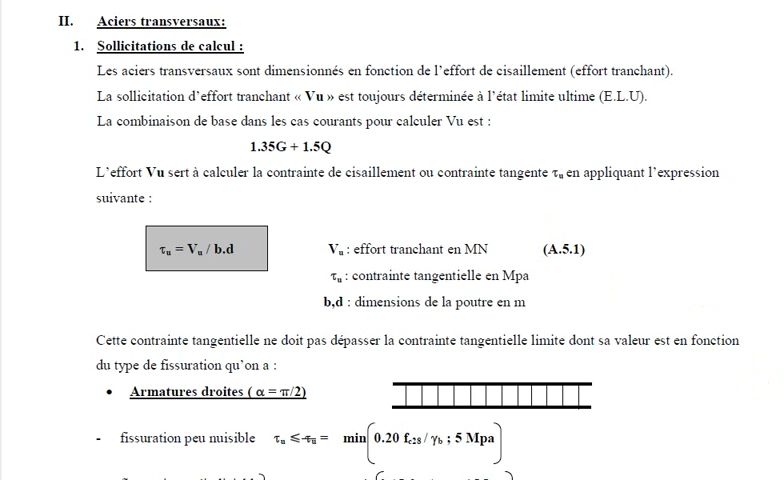 II. Aciers transversaux:
1. Sollicitations de calcul :
Les aciers transversaux sont dimensionnés en fonction de l'effort de cisaillement (effort tranchant).
La sollicitation d'effort tranchant « Vu » est toujours déterminée à l'état limite ultime (E.L.U).
La combinaison de base dans les cas courants pour calculer Vu est :
1.35G + 1.5Q
L'effort Vu sert à calculer la contrainte de cisaillement ou contrainte tangente τu en appliquant l'expression
suivante :
τu = Vu / b.d Vu : effort tranchant en MN (A.5.1)
τu : contrainte tangentielle en Mpa
b,d : dimensions de la poutre en m
Cette contrainte tangentielle ne doit pas dépasser la contrainte tangentielle limite dont sa valeur est en fonction
du type de fissuration qu'on a :
• Armatures droites ( α = π/2)
- fissuration peu nuisible τu ≤ τu = min(0.20 fc28 / γb ; 5 Mpa)